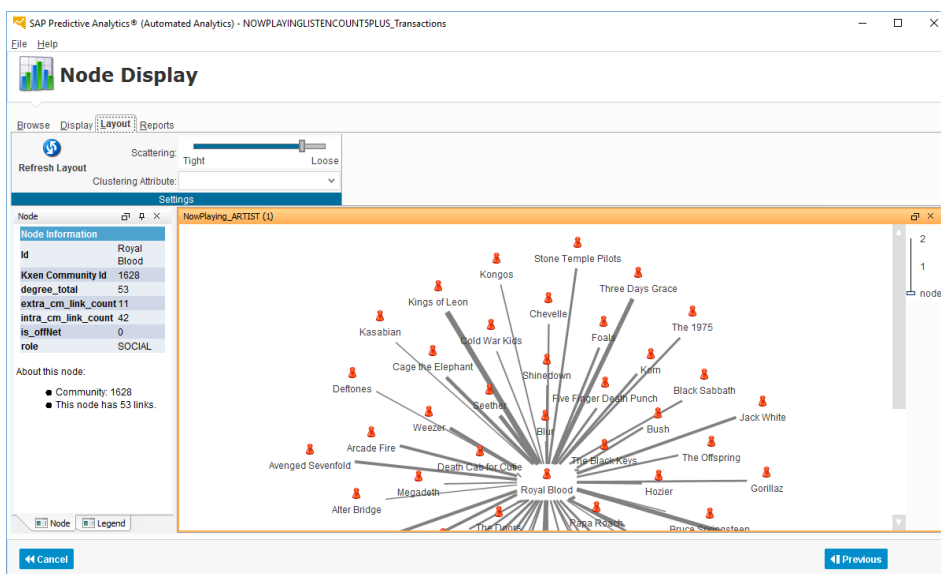 SAP Predictive Analytics® (Automated Analytics) - NOWPLAYINGLISTENCOUNT5PLUS_Transactions
File Help
Node Display
Browse Display Layout Reports
Refresh Layout
Scattering:
Tight Loose
Clustering Attribute:
Settings
Node
Node Information
Id Royal Blood
Kxen Community Id 1628
degree_total 53
extra_cm_link_count 11
intra_cm_link_count 42
is_offNet 0
role SOCIAL
About this node:
Community: 1628
This node has 53 links.
Node Legend
NowPlaying_ARTIST (1)
2
1
node
Stone Temple Pilots
Kongos
Three Days Grace
Kings of Leon
Chevelle
The 1975
Kasabian
Cold War Kids
Foals
Cage the Elephant
Shinedown
Korn
Deftones
Black Sabbath
Seether
Five Finger Death Punch
Jack White
Weezer
Blur
Bush
Arcade Fire
The Offspring
Avenged Sevenfold
Death Cab for Cutie
The Black Keys
Megadeth
Royal Blood
Hozier
Gorillaz
Alter Bridge
The Doors
Papa Roach
Bruce Springsteen
Cancel
Previous